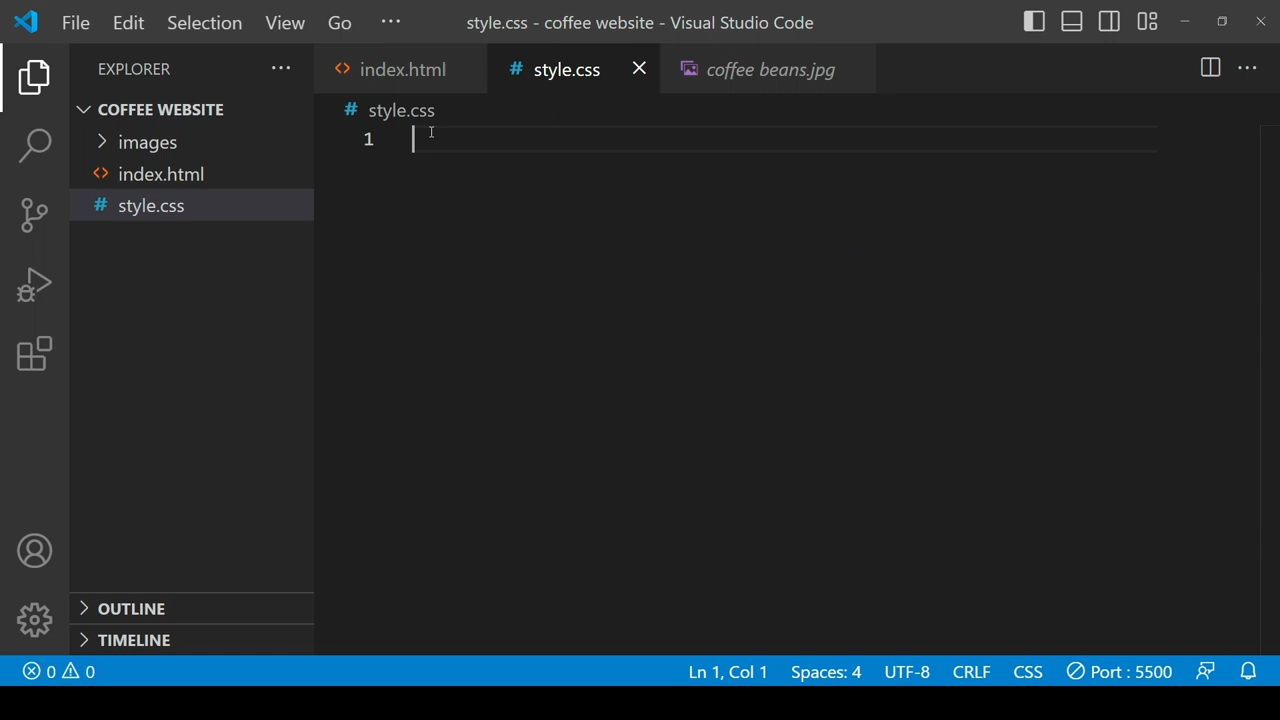 File Edit Selection View Go ··· style.css - coffee website - Visual Studio Code
EXPLORER ··· index.html # style.css coffee beans.jpg ···
COFFEE WEBSITE
# style.css
images
1
index.html
# style.css
OUTLINE
TIMELINE
0 0 Ln 1, Col 1 Spaces: 4 UTF-8 CRLF CSS Port : 5500